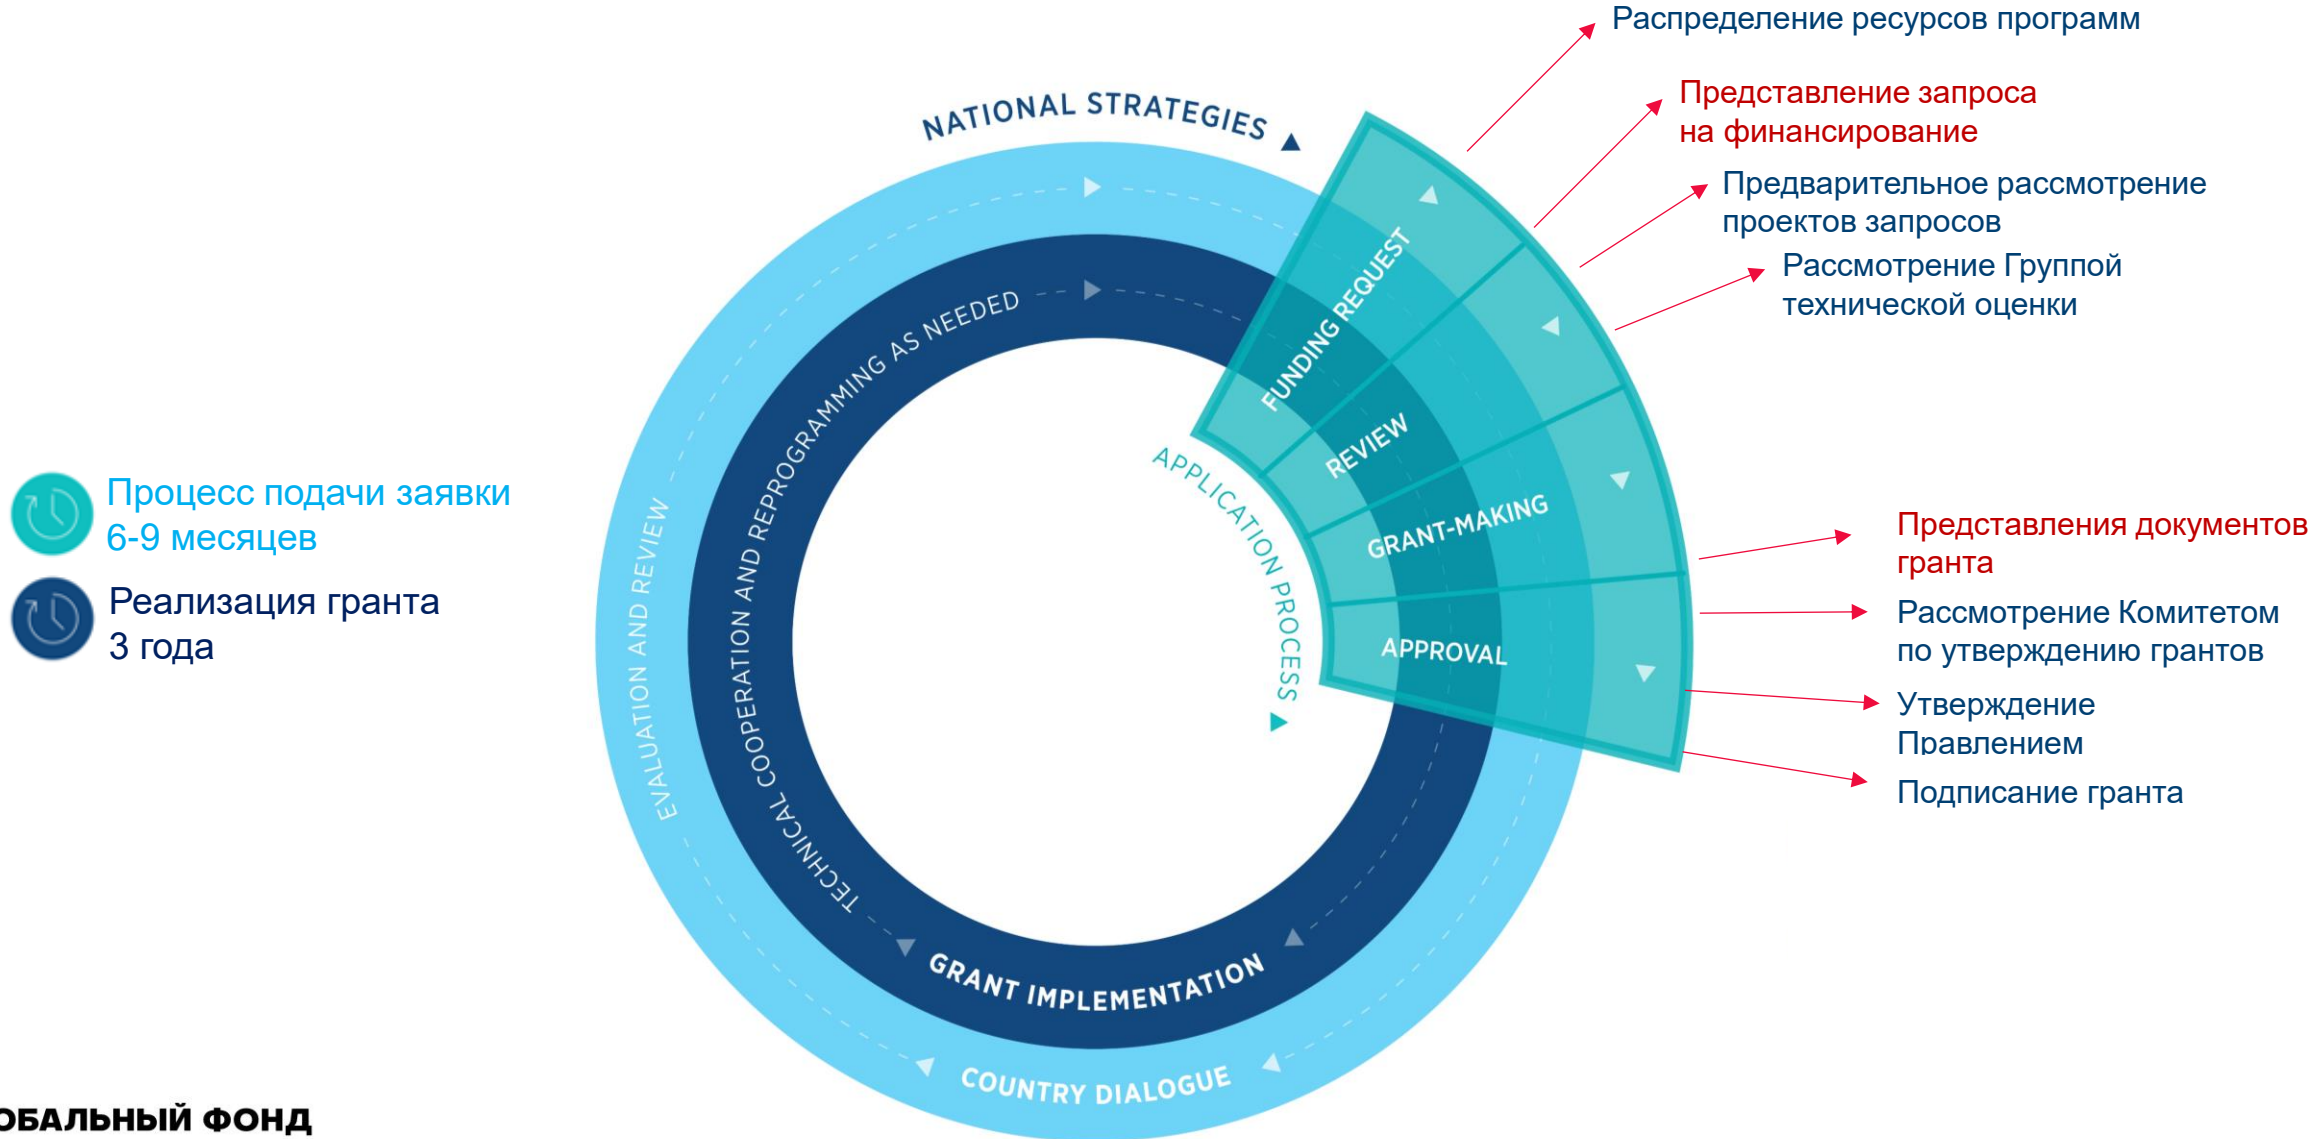 Распределение ресурсов программ
Представление запроса
на финансирование
Предварительное рассмотрение
проектов запросов
Рассмотрение Группой
технической оценки
NATIONAL STRATEGIES
FUNDING REQUEST
REVIEW
GRANT-MAKING
APPROVAL
APPLICATION PROCESS
EVALUATION AND REVIEW
TECHNICAL COOPERATION AND REPROGRAMMING AS NEEDED
Процесс подачи заявки
6-9 месяцев
Реализация гранта
3 года
Представления документов
гранта
Рассмотрение Комитетом
по утверждению грантов
Утверждение
Правлением
Подписание гранта
GRANT IMPLEMENTATION
COUNTRY DIALOGUE
ОБАЛЬНЫЙ ФОНД